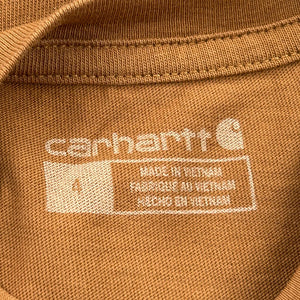 carhartt
4
MADE IN VIETNAM
FABRIQUÉ AU VIETNAM
HECHO EN VIETNAM